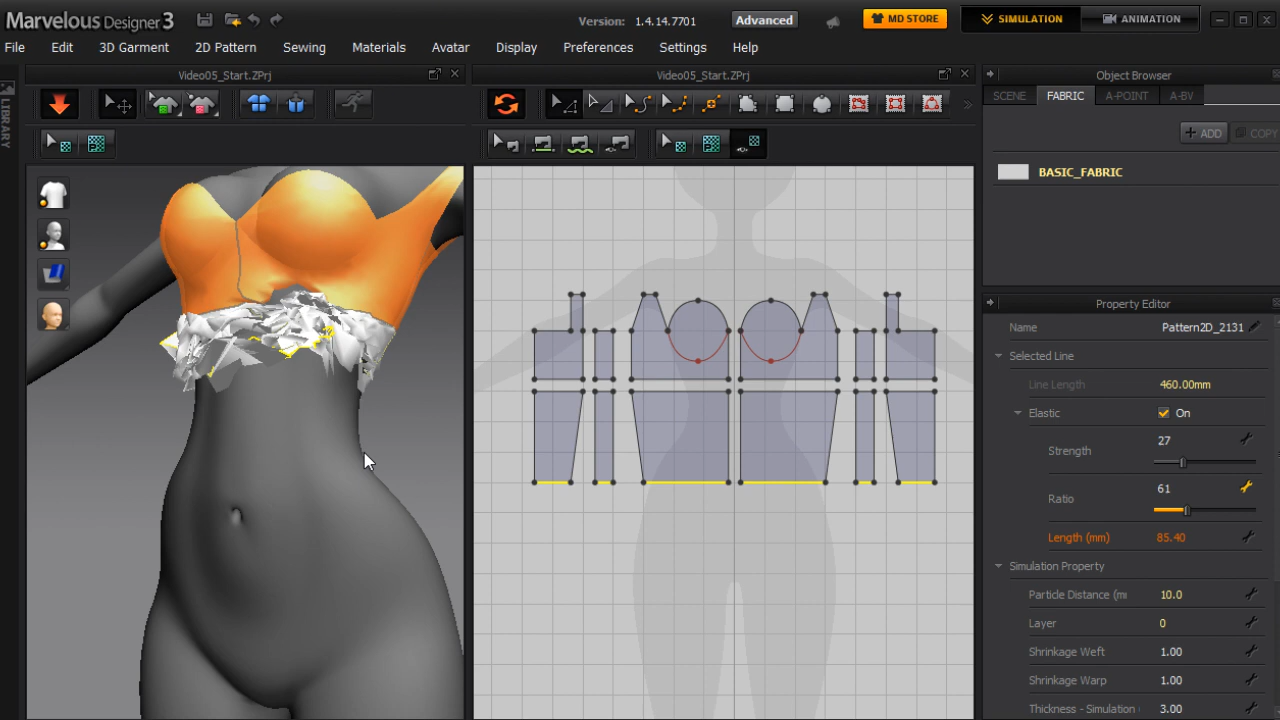 Marvelous Designer 3
Version: 1.4.14.7701
Advanced
MD STORE
SIMULATION
ANIMATION
File Edit 3D Garment 2D Pattern Sewing Materials Avatar Display Preferences Settings Help
LIBRARY
Video05_Start.ZPrj
Video05_Start.ZPrj
Object Browser
SCENE FABRIC A-POINT A-BV
+ ADD COPY
BASIC_FABRIC
Property Editor
Name Pattern2D_2131
Selected Line
Line Length 460.00mm
Elastic On
Strength 27
Ratio 61
Length (mm) 85.40
Simulation Property
Particle Distance (m
10.0
Layer 0
Shrinkage Weft 1.00
Shrinkage Warp 1.00
Thickness - Simulation 3.00